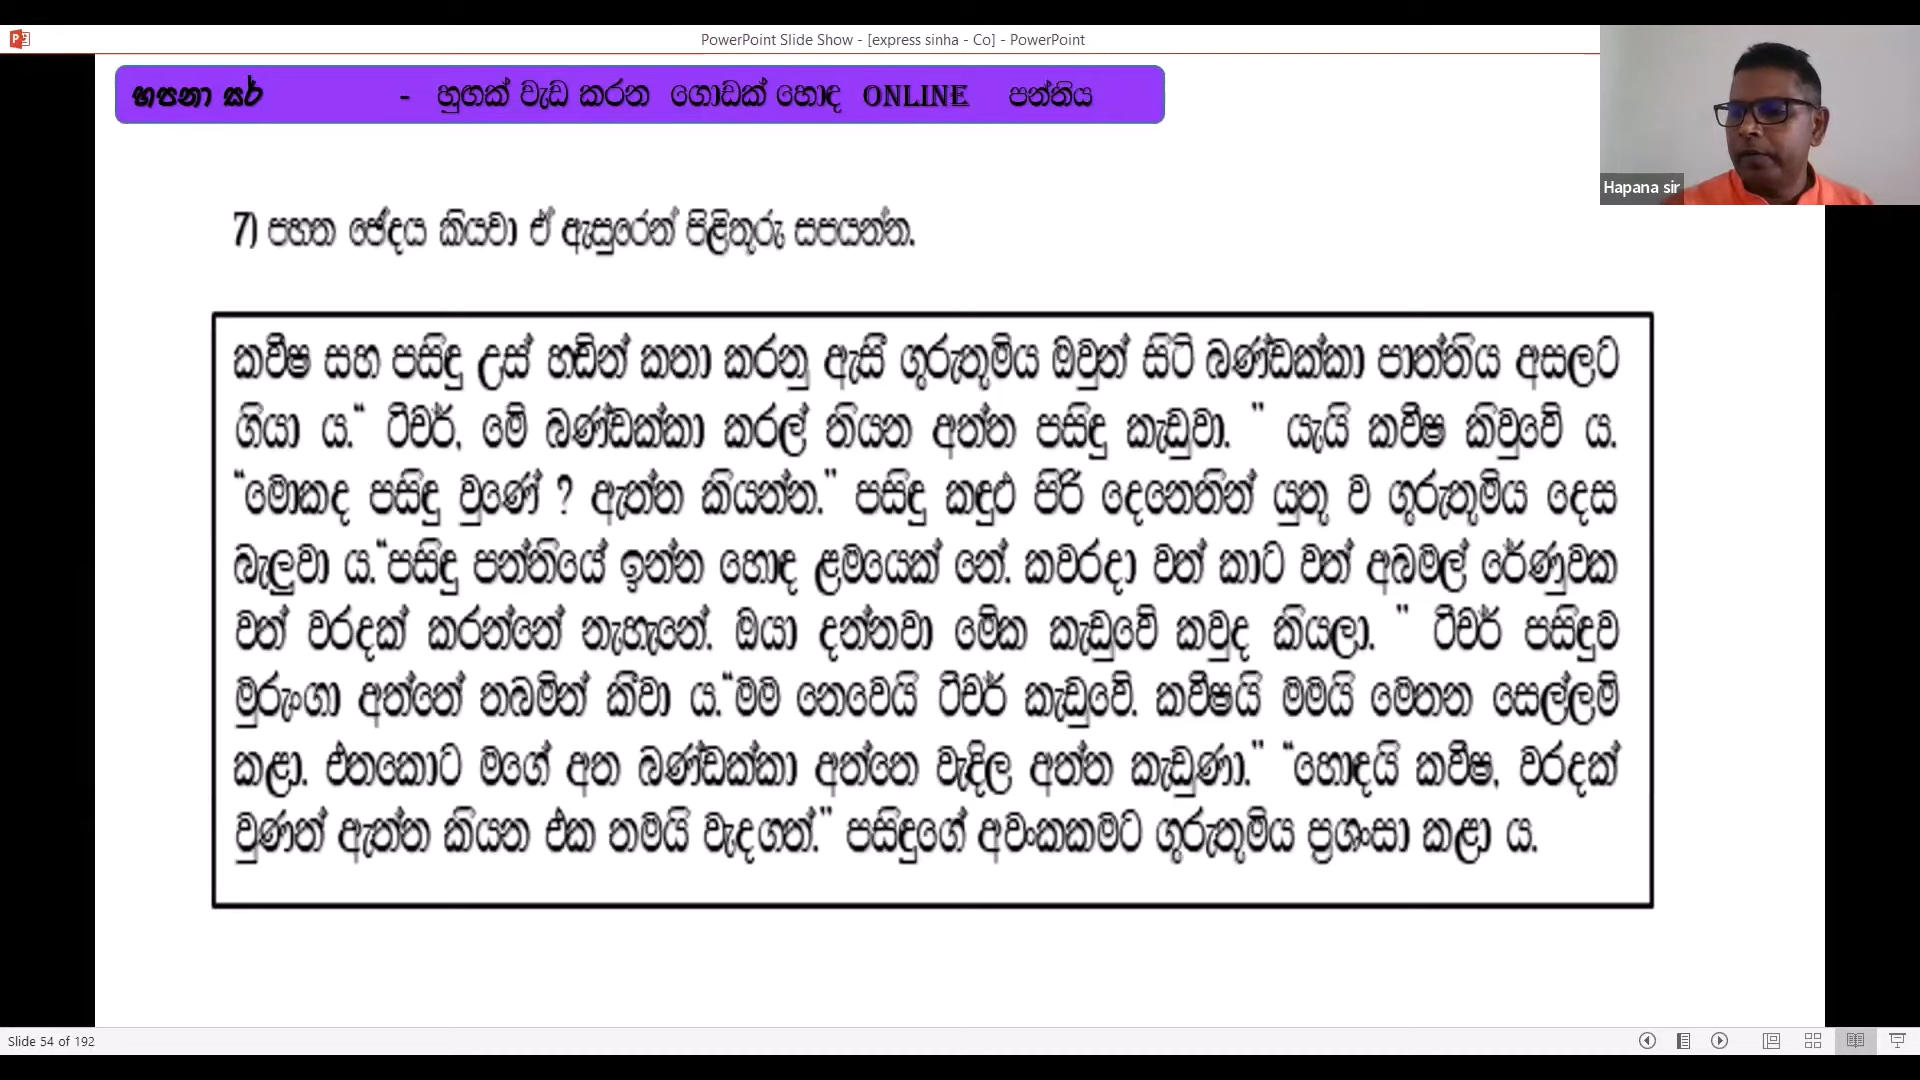 PowerPoint Slide Show - [express sinha - Co] - PowerPoint
හපනා සර් - හුඟක් වැඩ කරන ගොඩක් හොඳ ONLINE පන්තිය
Hapana sir
7) පහත ඡේදය කියවා ඒ ඇසුරෙන් පිළිතුරු සපයන්න.
කවීෂ සහ පසිඳු උස් හඩින් කතා කරනු ඇසී ගුරුතුමිය ඔවුන් සිටි බණ්ඩක්කා පාත්තිය අසලට
ගියා ය.“ ටීචර්, මේ බණ්ඩක්කා කරල් තියන අත්ත පසිඳු කැඩුවා. ” යැයි කවීෂ කිවුවේ ය.
“මොකද පසිඳු වුණේ ? ඇත්ත කියන්න.” පසිඳු කඳුළු පිරි දෙනෙතින් යුතු ව ගුරුතුමිය දෙස
බැලුවා ය.“පසිඳු පන්තියේ ඉන්න හොඳ ළමයෙක් නේ. කවරදා වත් කාට වත් අබමල් රේණුවක
වත් වරදක් කරන්නේ නැහැනේ. ඔයා දන්නවා මේක කැඩුවේ කවුද කියලා. ” ටීචර් පසිඳුව
මුරුංගා අත්තේ තබමින් කීවා ය.“මම නෙවෙයි ටීචර් කැඩුවේ. කවීෂයි මමයි මෙතන සෙල්ලම්
කළා. එතකොට මගේ අත බණ්ඩක්කා අත්තෙ වැදිල අත්ත කැඩුණා.” “හොඳයි කවීෂ, වරදක්
වුණත් ඇත්ත කියන එක තමයි වැදගත්.” පසිඳුගේ අවංකකමට ගුරුතුමිය ප්‍රශංසා කළා ය.
Slide 54 of 192